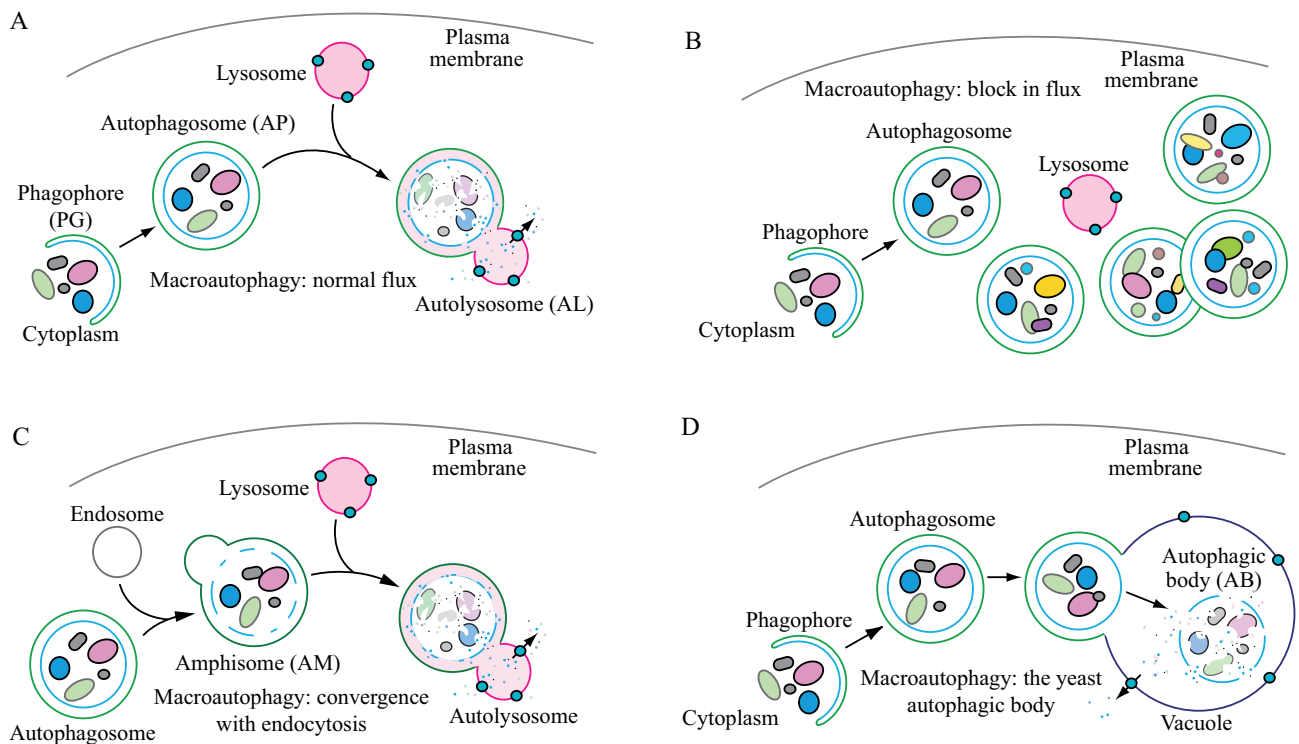 A
Plasma
membrane
Lysosome
Autophagosome (AP)
Phagophore
(PG)
Macroautophagy: normal flux
Cytoplasm
Autolysosome (AL)
B
Plasma
membrane
Macroautophagy: block in flux
Autophagosome
Lysosome
Phagophore
Cytoplasm
C
Plasma
membrane
Lysosome
Endosome
Amphisome (AM)
Macroautophagy: convergence
with endocytosis
Autophagosome
Autolysosome
D
Plasma
membrane
Autophagosome
Autophagic
body (AB)
Phagophore
Macroautophagy: the yeast
autophagic body
Cytoplasm
Vacuole